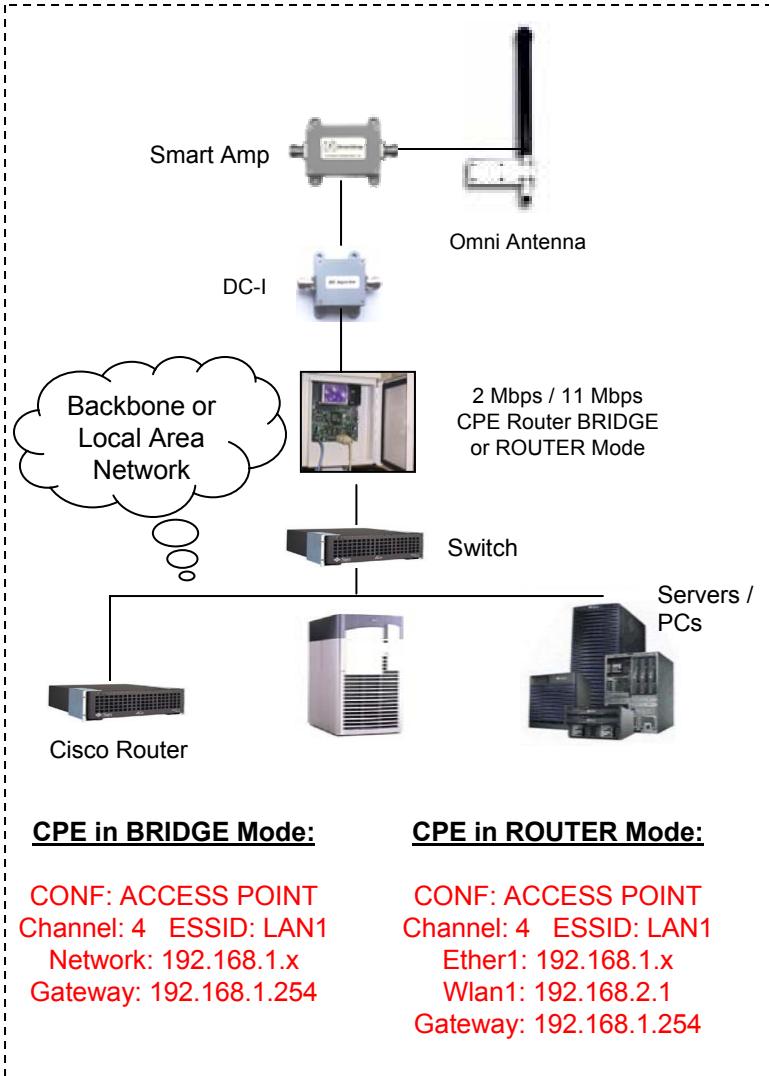 Smart Amp
Omni Antenna
DC-I
2 Mbps / 11 Mbps
CPE Router BRIDGE
or ROUTER Mode
Backbone or
Local Area
Network
Switch
Servers /
PCs
Cisco Router
CPE in BRIDGE Mode:
CONF: ACCESS POINT
Channel: 4 ESSID: LAN1
Network: 192.168.1.x
Gateway: 192.168.1.254
CPE in ROUTER Mode:
CONF: ACCESS POINT
Channel: 4 ESSID: LAN1
Ether1: 192.168.1.x
Wlan1: 192.168.2.1
Gateway: 192.168.1.254